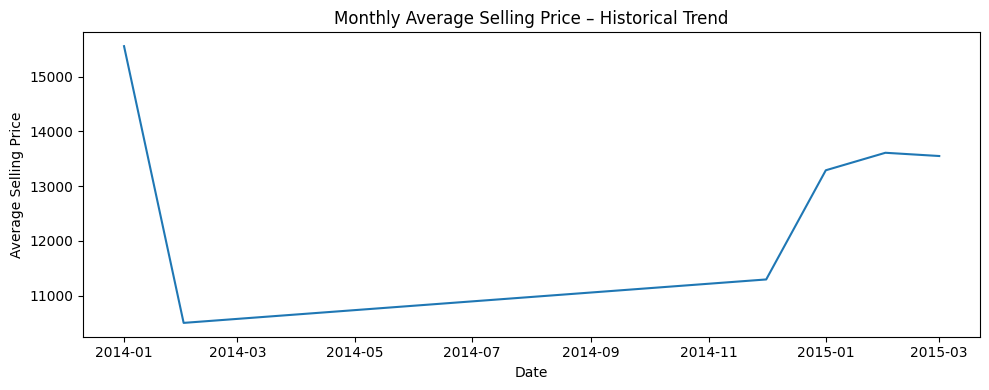 Monthly Average Selling Price – Historical Trend
Average Selling Price
15000
14000
13000
12000
11000
2014-01 2014-03 2014-05 2014-07 2014-09 2014-11 2015-01 2015-03
Date